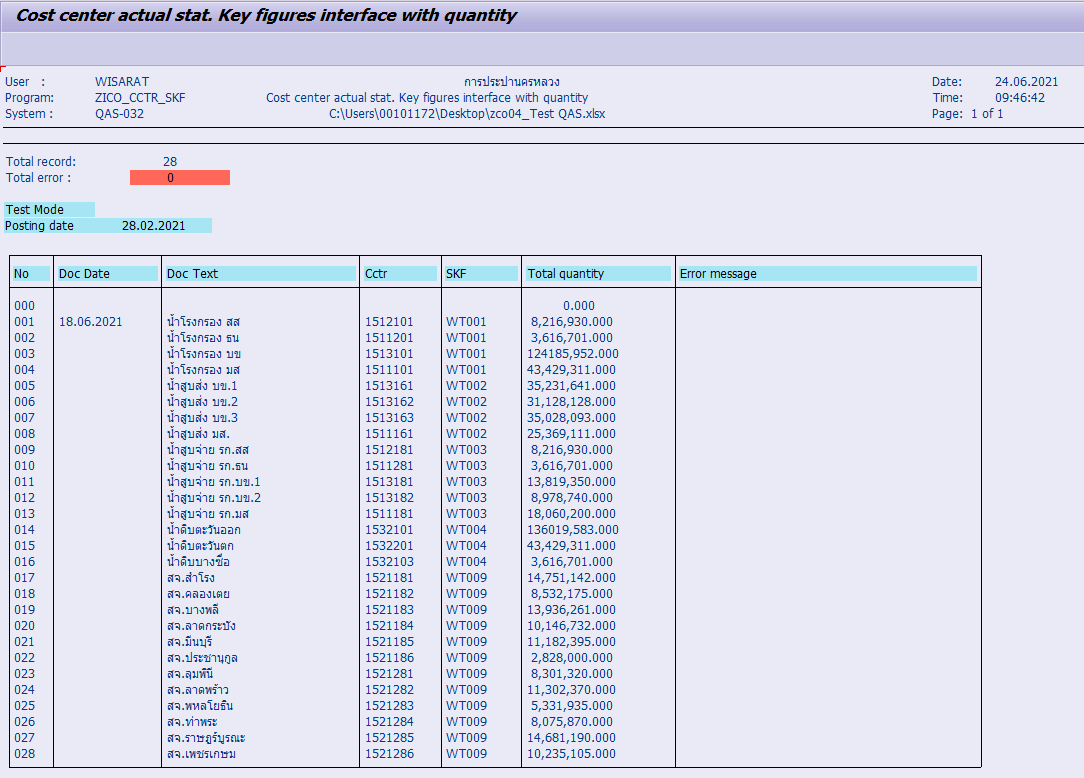 Cost center actual stat. Key figures interface with quantity
User : WISARAT การประปานครหลวง Date: 24.06.2021
Program: ZICO_CCTR_SKF Cost center actual stat. Key figures interface with quantity Time: 09:46:42
System : QAS-032 C:\Users\00101172\Desktop\zco04_Test QAS.xlsx Page: 1 of 1
Total record: 28
Total error : 0
Test Mode
Posting date 28.02.2021
No Doc Date Doc Text Cctr SKF Total quantity Error message
000 0.000
001 18.06.2021 น้ำโรงกรอง สส 1512101 WT001 8,216,930.000
002 น้ำโรงกรอง ธน 1511201 WT001 3,616,701.000
003 น้ำโรงกรอง บข 1513101 WT001 124185,952.000
004 น้ำโรงกรอง มส 1511101 WT001 43,429,311.000
005 น้ำสูบส่ง บข.1 1513161 WT002 35,231,641.000
006 น้ำสูบส่ง บข.2 1513162 WT002 31,128,128.000
007 น้ำสูบส่ง บข.3 1513163 WT002 35,028,093.000
008 น้ำสูบส่ง มส. 1511161 WT002 25,369,111.000
009 น้ำสูบจ่าย รก.สส 1512181 WT003 8,216,930.000
010 น้ำสูบจ่าย รก.ธน 1511281 WT003 3,616,701.000
011 น้ำสูบจ่าย รก.บข.1 1513181 WT003 13,819,350.000
012 น้ำสูบจ่าย รก.บข.2 1513182 WT003 8,978,740.000
013 น้ำสูบจ่าย รก.มส 1511181 WT003 18,060,200.000
014 น้ำดิบตะวันออก 1532101 WT004 136019,583.000
015 น้ำดิบตะวันตก 1532201 WT004 43,429,311.000
016 น้ำดิบบางซื่อ 1532103 WT004 3,616,701.000
017 สจ.สำโรง 1521181 WT009 14,751,142.000
018 สจ.คลองเตย 1521182 WT009 8,532,175.000
019 สจ.บางพลี 1521183 WT009 13,936,261.000
020 สจ.ลาดกระบัง 1521184 WT009 10,146,732.000
021 สจ.มีนบุรี 1521185 WT009 11,182,395.000
022 สจ.ประชานุกูล 1521186 WT009 2,828,000.000
023 สจ.ลุมพินี 1521281 WT009 8,301,320.000
024 สจ.ลาดพร้าว 1521282 WT009 11,302,370.000
025 สจ.พหลโยธิน 1521283 WT009 5,331,935.000
026 สจ.ท่าพระ 1521284 WT009 8,075,870.000
027 สจ.ราษฎร์บูรณะ 1521285 WT009 14,681,190.000
028 สจ.เพชรเกษม 1521286 WT009 10,235,105.000